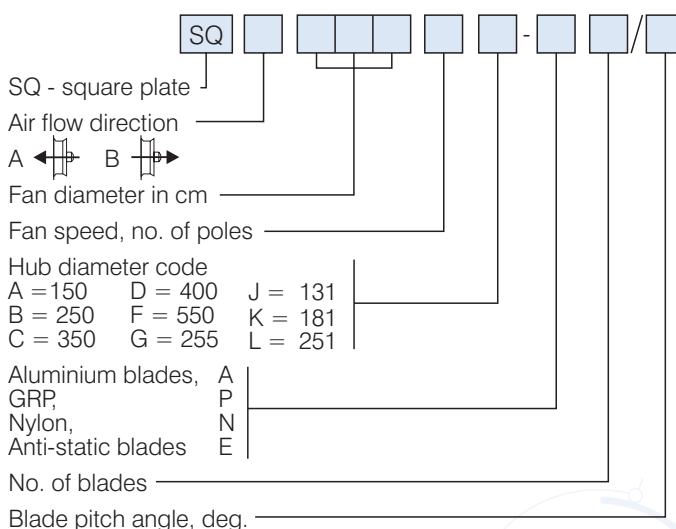 SQ - /
SQ - square plate
Air flow direction
A B
Fan diameter in cm
Fan speed, no. of poles
Hub diameter code
A =150 D = 400 J = 131
B = 250 F = 550 K = 181
C = 350 G = 255 L = 251
Aluminium blades, A
GRP, P
Nylon, N
Anti-static blades E
No. of blades
Blade pitch angle, deg.